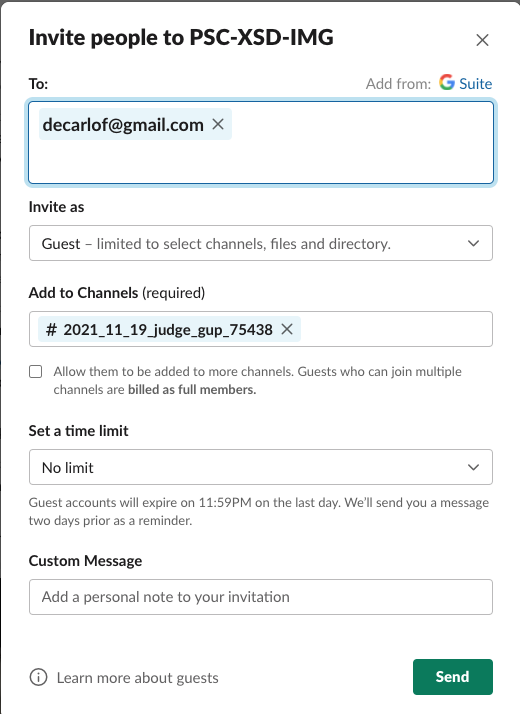 Invite people to PSC-XSD-IMG
To:
Add from: G Suite
decarlof@gmail.com
Invite as
Guest – limited to select channels, files and directory.
Add to Channels (required)
# 2021_11_19_judge_gup_75438
Allow them to be added to more channels. Guests who can join multiple
channels are billed as full members.
Set a time limit
No limit
Guest accounts will expire on 11:59PM on the last day. We’ll send you a message
two days prior as a reminder.
Custom Message
Add a personal note to your invitation
Learn more about guests
Send